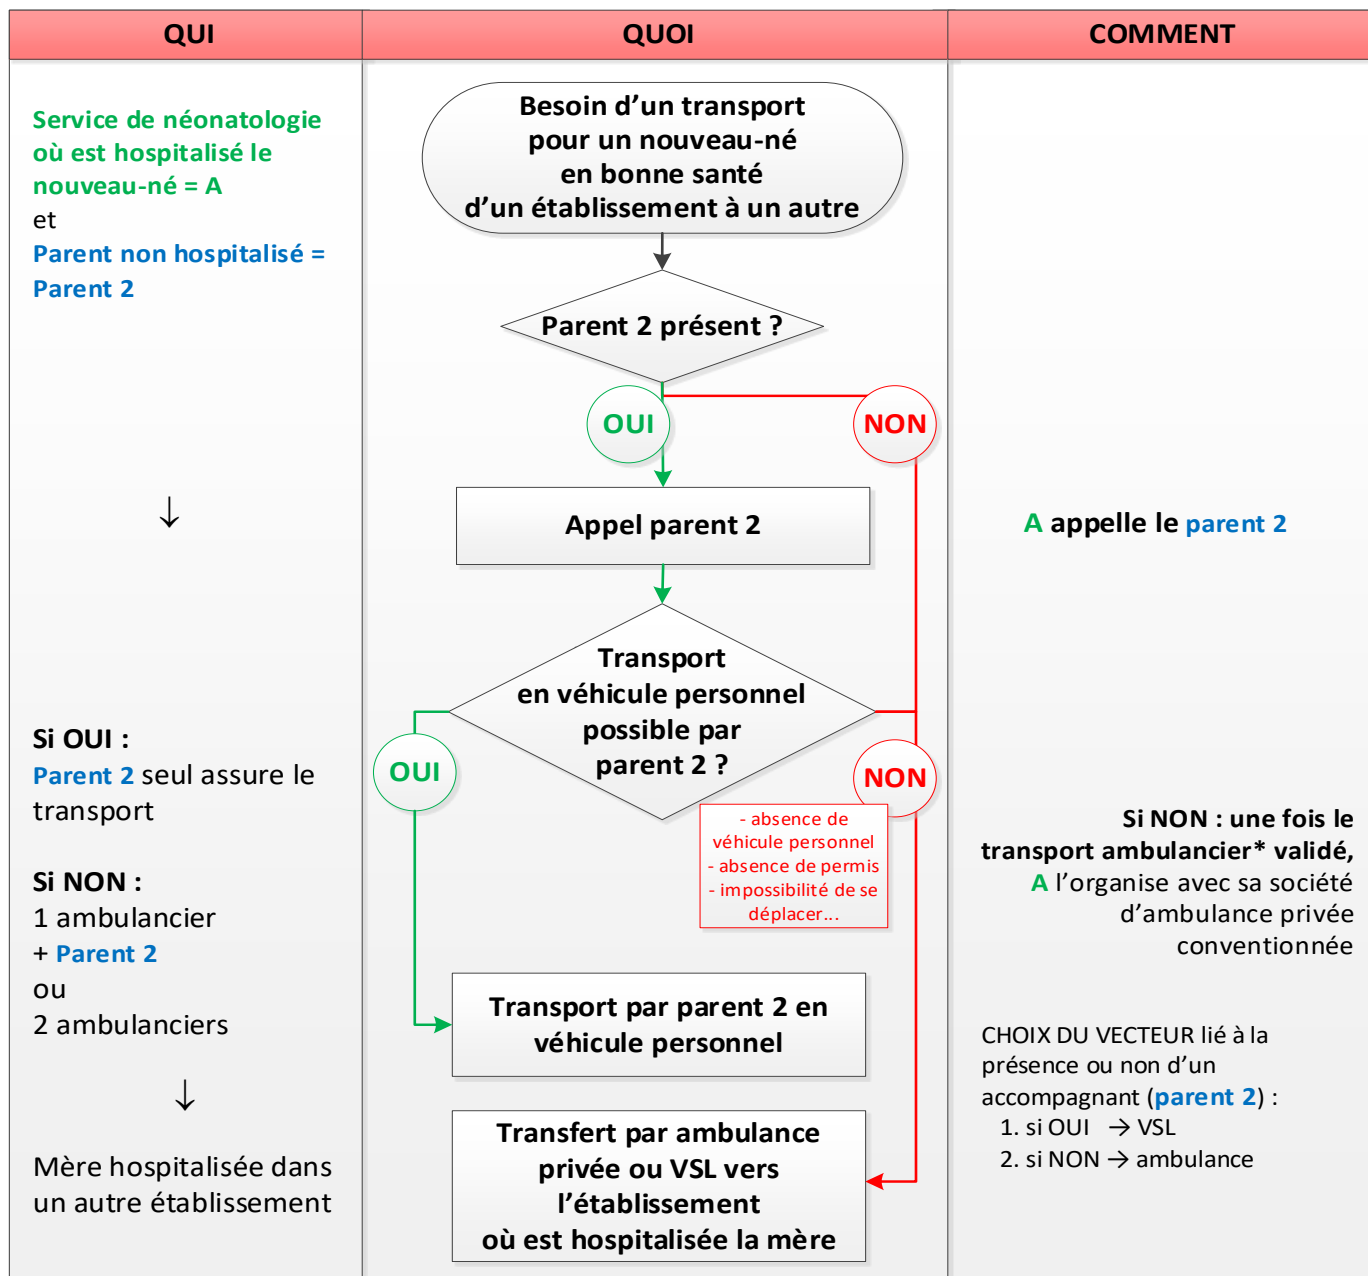 QUI
QUOI
COMMENT
Service de néonatologie
où est hospitalisé le
nouveau-né = A
et
Parent non hospitalisé =
Parent 2
↓
Si OUI :
Parent 2 seul assure le
transport
Si NON :
1 ambulancier
+ Parent 2
ou
2 ambulanciers
↓
Mère hospitalisée dans
un autre établissement
Besoin d’un transport
pour un nouveau-né
en bonne santé
d’un établissement à un autre
Parent 2 présent ?
OUI
NON
Appel parent 2
Transport
en véhicule personnel
possible par
parent 2 ?
OUI
NON
- absence de
véhicule personnel
- absence de permis
- impossibilité de se
déplacer...
Transport par parent 2 en
véhicule personnel
Transfert par ambulance
privée ou VSL vers
l’établissement
où est hospitalisée la mère
A appelle le parent 2
Si NON : une fois le
transport ambulancier* validé,
A l’organise avec sa société
d’ambulance privée
conventionnée
CHOIX DU VECTEUR lié à la
présence ou non d’un
accompagnant (parent 2) :
1. si OUI → VSL
2. si NON → ambulance